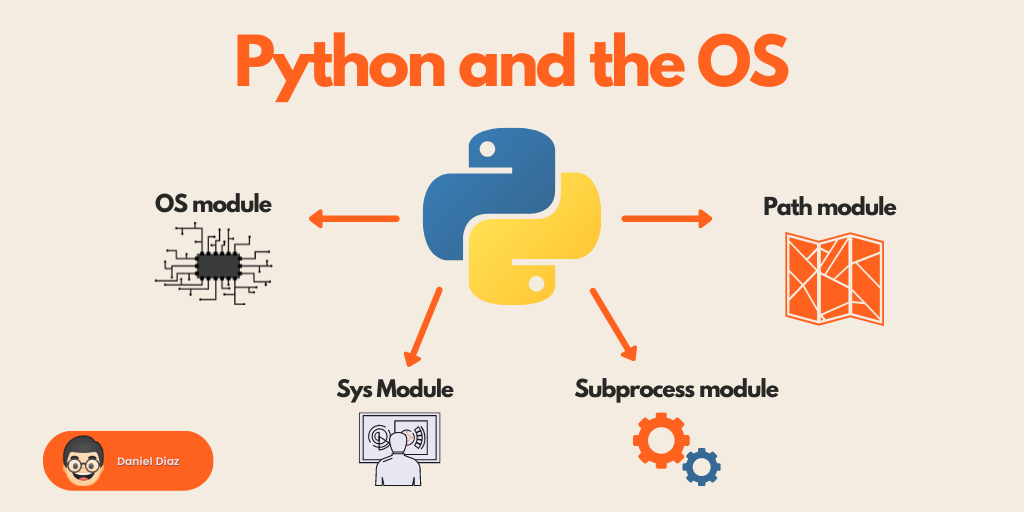 Python and the OS
OS module
Path module
Sys Module
Subprocess module
Daniel Diaz